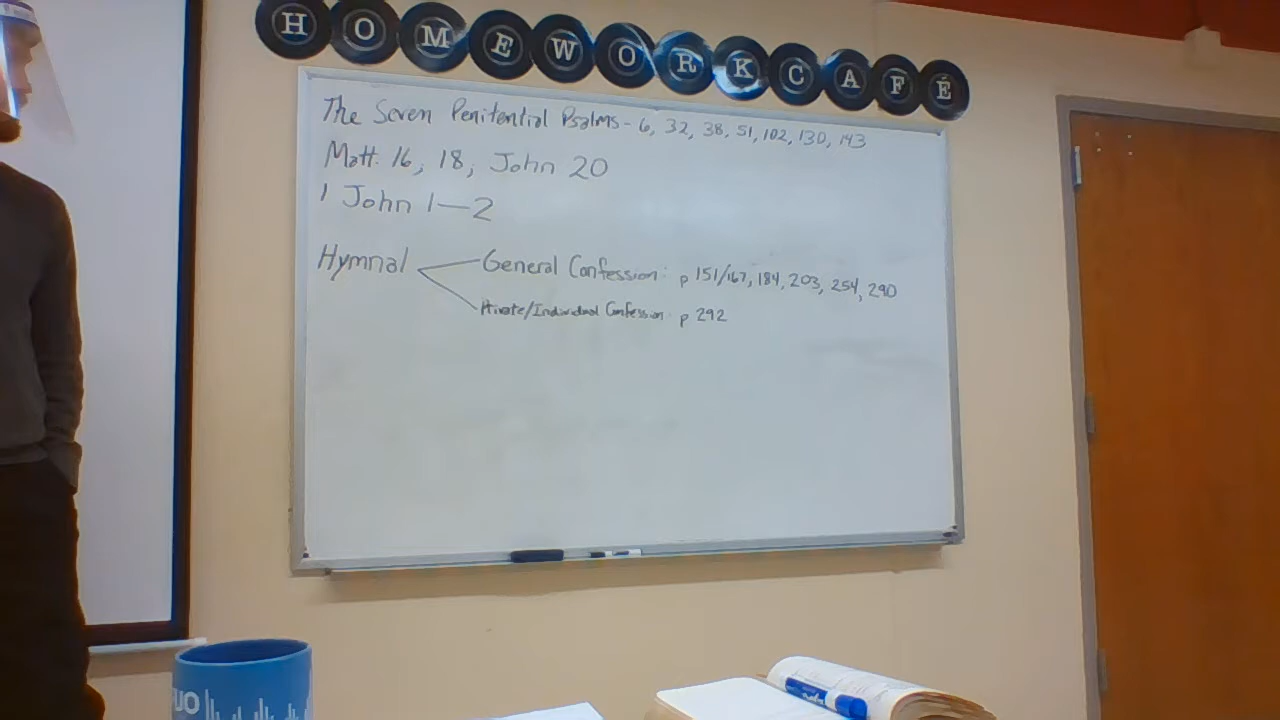 HOMEWORK CAFÉ
The Seven Penitential Psalms - 6, 32, 38, 51, 102, 130, 143
Matt. 16, 18; John 20
1 John 1—2
Hymnal
General Confession: p 151/167, 184, 203, 254, 290
Private/Individual Confession: p 292
UO